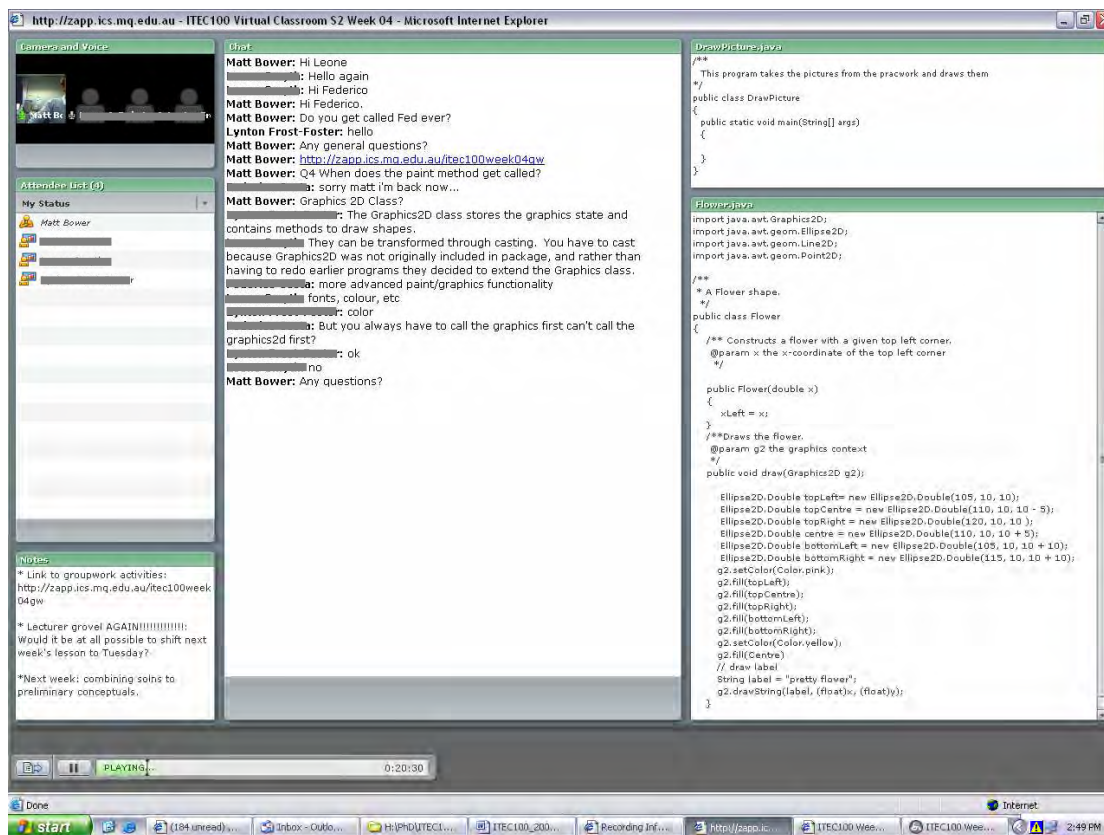 http://zapp.ics.mq.edu.au - ITEC100 Virtual Classroom S2 Week 04 - Microsoft Internet Explorer
Camera and Voice
Matt Bo
Attendee List (4)
My Status
Matt Bower
Notes
* Link to groupwork activities:
http://zapp.ics.mq.edu.au/itec100week
04gw
* Lecturer grovel AGAIN!!!!!!!!!!!!!:
Would it be at all possible to shift next
week's lesson to Tuesday?
*Next week: combining solns to
preliminary conceptuals.
Chat
Matt Bower: Hi Leone
: Hello again
: Hi Federico
Matt Bower: Hi Federico.
Matt Bower: Do you get called Fed ever?
Lynton Frost-Foster: hello
Matt Bower: Any general questions?
Matt Bower: http://zapp.ics.mq.edu.au/itec100week04gw
Matt Bower: Q4 When does the paint method get called?
a: sorry matt i'm back now...
Matt Bower: Graphics 2D Class?
: The Graphics2D class stores the graphics state and
contains methods to draw shapes.
They can be transformed through casting. You have to cast
because Graphics2D was not originally included in package, and rather than
having to redo earlier programs they decided to extend the Graphics class.
: more advanced paint/graphics functionality
fonts, colour, etc
: color
a: But you always have to call the graphics first can't call the
graphics2d first?
: ok
no
Matt Bower: Any questions?
DrawPicture.java
/**
This program takes the pictures from the pracwork and draws them
*/
public class DrawPicture
{
public static void main(String[] args)
{
}
}
Flower.java
import java.awt.Graphics2D;
import java.awt.geom.Ellipse2D;
import java.awt.geom.Line2D;
import java.awt.geom.Point2D;
/**
* A Flower shape.
*/
public class Flower
{
/** Constructs a flower with a given top left corner.
@param x the x-coordinate of the top left corner
*/
public Flower(double x)
{
xLeft = x;
}
/**Draws the flower.
@param g2 the graphics context
*/
public void draw(Graphics2D g2);
Ellipse2D.Double topLeft= new Ellipse2D.Double(105, 10, 10);
Ellipse2D.Double topCentre = new Ellipse2D.Double(110, 10, 10 - 5);
Ellipse2D.Double topRight = new Ellipse2D.Double(120, 10, 10 );
Ellipse2D.Double centre = new Ellipse2D.Double(110, 10, 10 + 5);
Ellipse2D.Double bottomLeft = new Ellipse2D.Double(105, 10, 10 + 10);
Ellipse2D.Double bottomRight = new Ellipse2D.Double(115, 10, 10 + 10);
g2.setColor(Color.pink);
g2.fill(topLeft);
g2.fill(topCentre);
g2.fill(topRight);
g2.fill(bottomLeft);
g2.fill(bottomRight);
g2.setColor(Color.yellow);
g2.fill(Centre)
// draw label
String label = "pretty flower";
g2.drawString(label, (float)x, (float)y);
}
PLAYING...
0:20:30
Done
Internet
start
(184 unread) ...
Inbox - Outlo...
H:\PhD\ITEC1...
ITEC100_200...
Recording Inf...
http://zapp.ic...
ITEC100 Wee...
ITEC100 Wee...
2:49 PM